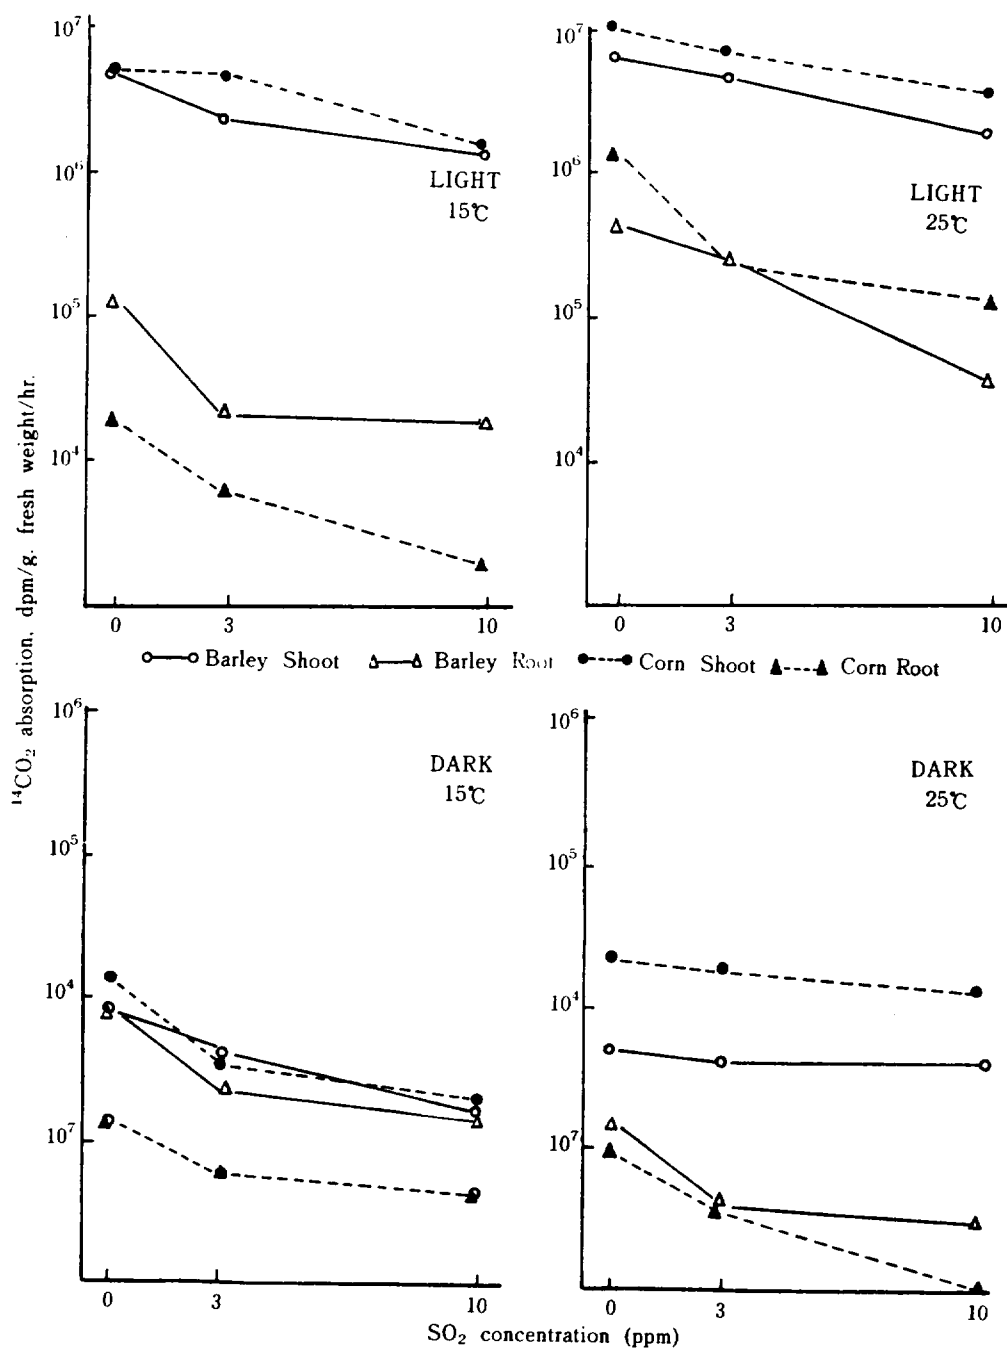 10⁷
10⁶
10⁵
10⁴
LIGHT
15℃
0 3 10
10⁷
10⁶
10⁵
10⁴
LIGHT
25℃
0 3 10
Barley Shoot Barley Root Corn Shoot Corn Root
¹⁴CO₂ absorption, dpm/g. fresh weight/hr.
10⁶
10⁵
10⁴
10⁷
DARK
15℃
0 3 10
10⁶
10⁵
10⁴
10⁷
DARK
25℃
0 3 10
SO₂ concentration (ppm)